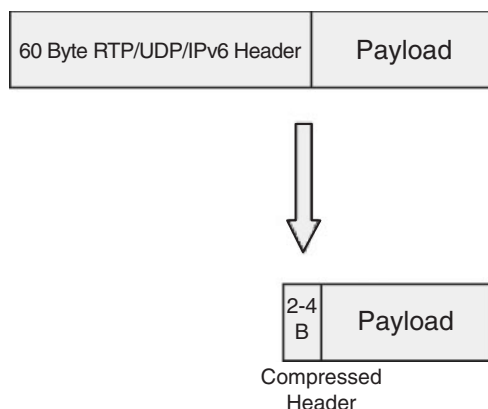 60 Byte RTP/UDP/IPv6 Header
Payload
2-4
B
Payload
Compressed
Header